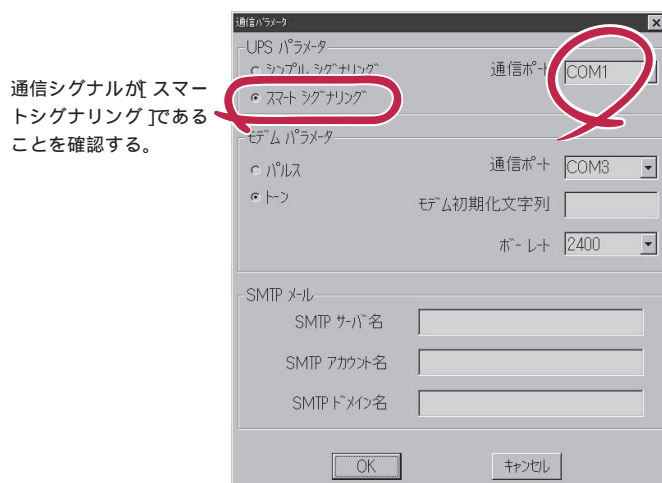 通信パラメータ
UPS パラメータ
シンプル シグナリング
通信ポート
COM1
スマート シグナリング
通信シグナルが[ スマー
トシグナリング ]である
ことを確認する。
モデム パラメータ
パルス
通信ポート
COM3
トーン
モデム初期化文字列
ボー レート
2400
SMTP メール
SMTP サーバ名
SMTP アカウント名
SMTP ドメイン名
OK
キャンセル